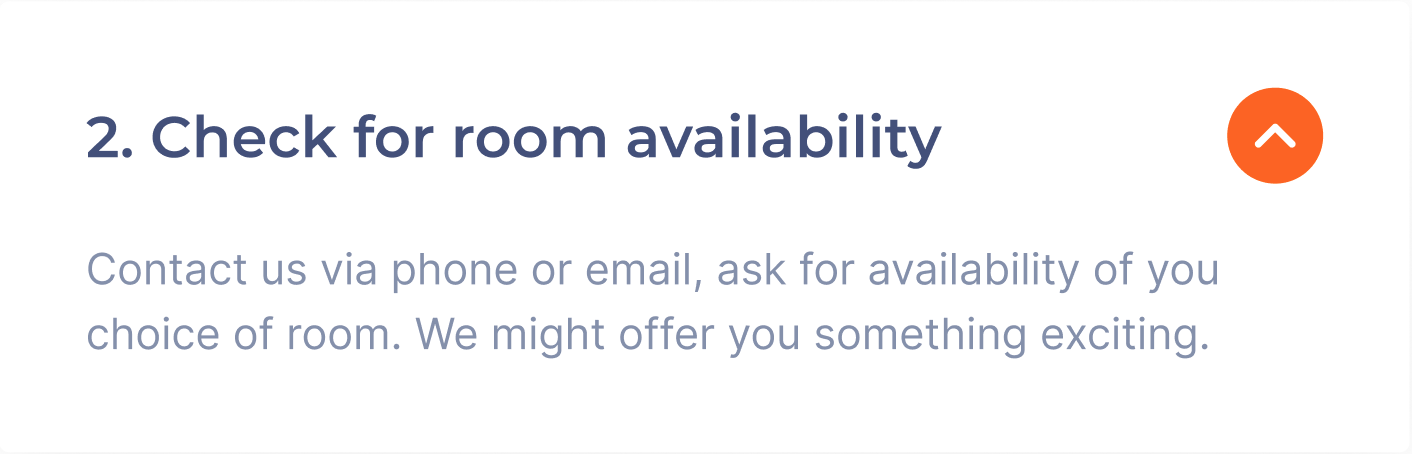 2. Check for room availability
Contact us via phone or email, ask for availability of you
choice of room. We might offer you something exciting.